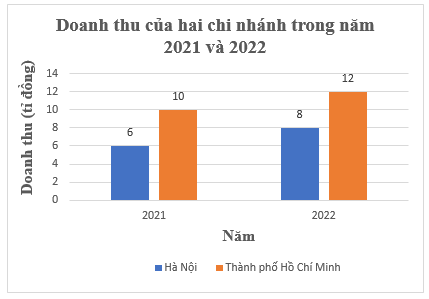 Doanh thu của hai chi nhánh trong năm
2021 và 2022
Doanh thu (tỉ đồng)
14
12
10
8
6
4
2
0
6
10
8
12
2021
2022
Năm
Hà Nội
Thành phố Hồ Chí Minh